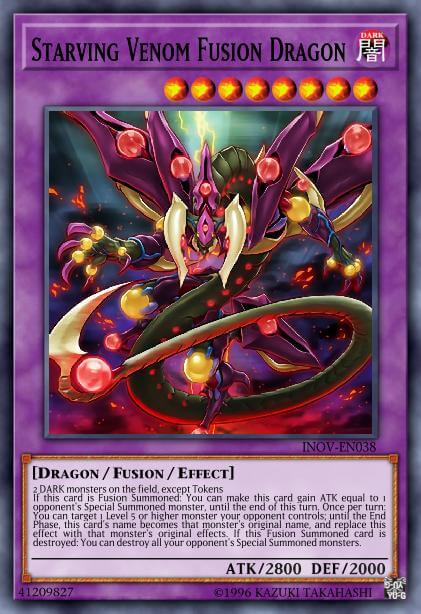 STARVING VENOM FUSION DRAGON
DARK
闇
INOV-EN038
[DRAGON / FUSION / EFFECT]
2 DARK monsters on the field, except Tokens
If this card is Fusion Summoned: You can make this card gain ATK equal to 1
opponent's Special Summoned monster, until the end of this turn. Once per turn:
You can target 1 Level 5 or higher monster your opponent controls; until the End
Phase, this card's name becomes that monster's original name, and replace this
effect with that monster's original effects. If this Fusion Summoned card is
destroyed: You can destroy all your opponent's Special Summoned monsters.
ATK/2800 DEF/2000
41209827
©1996 KAZUKI TAKAHASHI